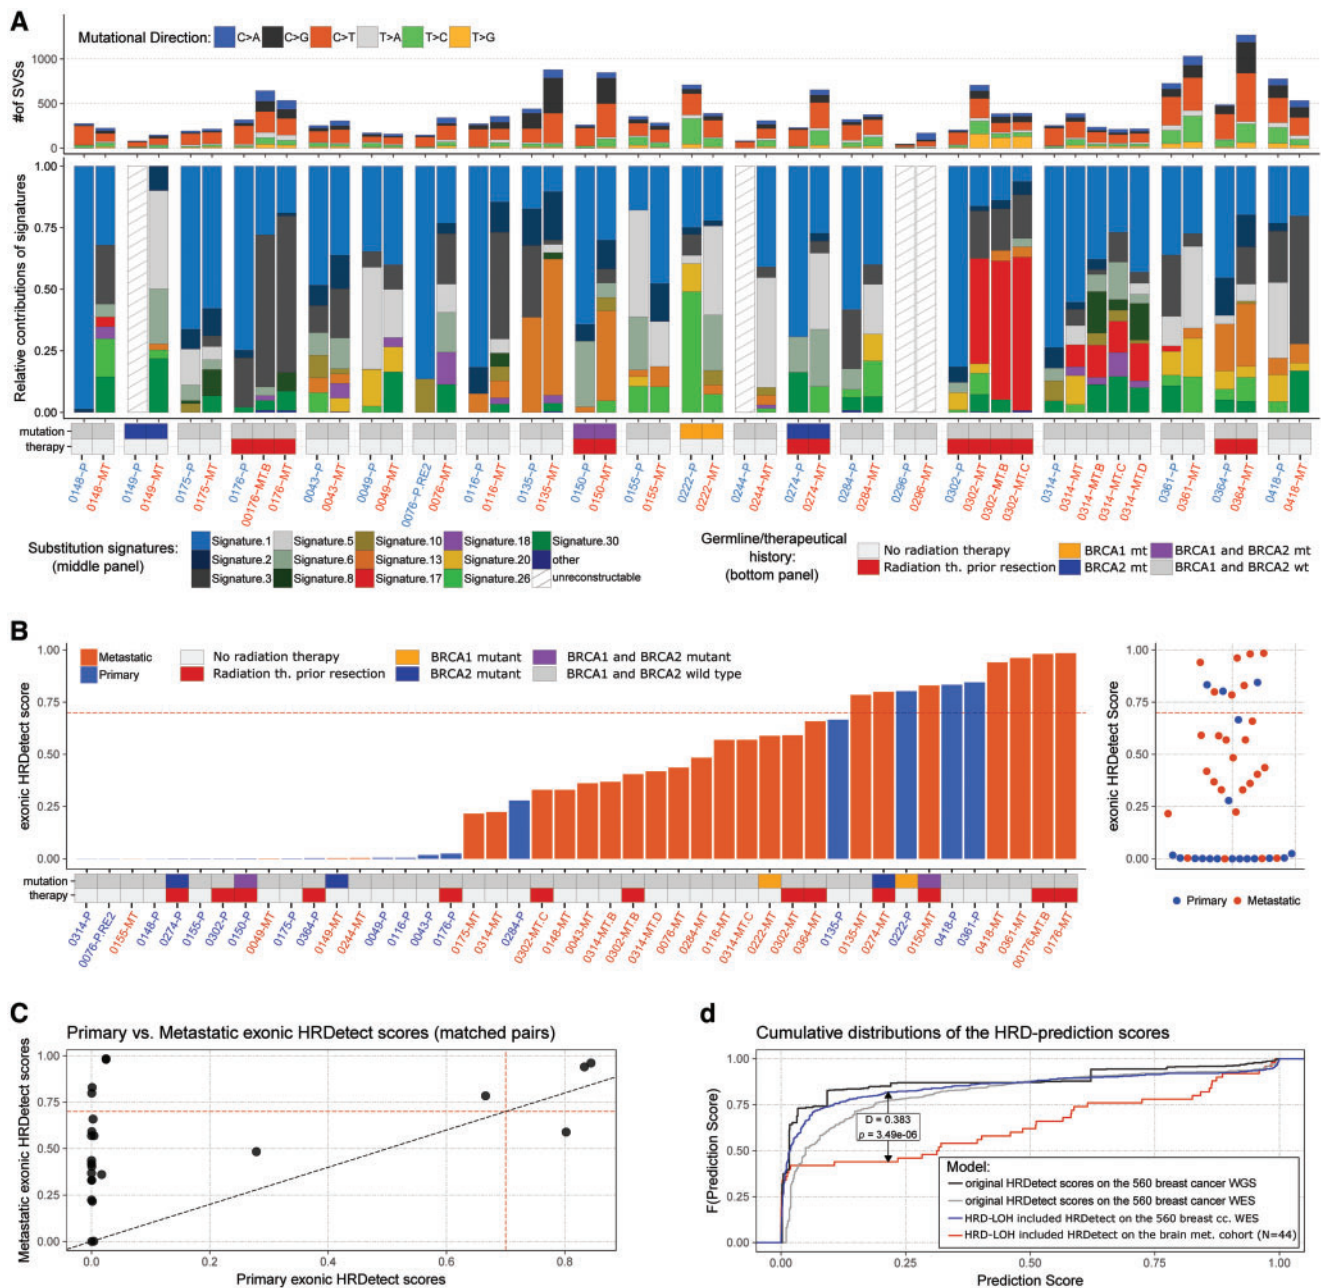 A
Mutational Direction: C>A C>G C>T T>A T>C T>G
#of SVSs
1000
500
0
Relative contributions of signatures
1.00
0.75
0.50
0.25
0.00
mutation
therapy
0148-P 0148-MT 0149-P 0149-MT 0175-P 0175-MT 0176-P 00176-MT.B 0176-MT 0043-P 0043-MT 0049-P 0049-MT 0076-P.RE2 0076-MT 0116-P 0116-MT 0135-P 0135-MT 0150-P 0150-MT 0155-P 0155-MT 0222-P 0222-MT 0244-P 0244-MT 0274-P 0274-MT 0284-P 0284-MT 0296-P 0296-MT 0302-P 0302-MT 0302-MT.B 0302-MT.C 0314-P 0314-MT 0314-MT.B 0314-MT.C 0314-MT.D 0361-P 0361-MT 0364-P 0364-MT 0418-P 0418-MT
Substitution signatures:
(middle panel)
Signature.1 Signature.5 Signature.10 Signature.18 Signature.30
Signature.2 Signature.6 Signature.13 Signature.20 other
Signature.3 Signature.8 Signature.17 Signature.26 unreconstructable
Germline/therapeutical
history:
(bottom panel)
No radiation therapy BRCA1 mt BRCA1 and BRCA2 mt
Radiation th. prior resection BRCA2 mt BRCA1 and BRCA2 wt
B
Metastatic No radiation therapy BRCA1 mutant BRCA1 and BRCA2 mutant
Primary Radiation th. prior resection BRCA2 mutant BRCA1 and BRCA2 wild type
exonic HRDetect score
1.00
0.75
0.50
0.25
0.00
mutation
therapy
0314-P 0076-P.RE2 0155-MT 0148-P 0274-P 0155-P 0302-P 0150-P 0049-MT 0175-P 0364-P 0149-MT 0244-MT 0049-P 0116-P 0043-P 0176-P 0175-MT 0314-MT 0284-P 0302-MT.C 0148-MT 0043-MT 0314-MT.B 0302-MT.B 0314-MT.D 0076-MT 0284-MT 0116-MT 0314-MT.C 0222-MT 0302-MT 0364-MT 0135-P 0135-MT 0274-MT 0222-P 0150-MT 0418-P 0361-P 0418-MT 0361-MT 00176-MT.B 0176-MT
exonic HRDetect Score
1.00
0.75
0.50
0.25
0.00
Primary Metastatic
C
Primary vs. Metastatic exonic HRDetect scores (matched pairs)
Metastatic exonic HRDetect scores
1.00
0.75
0.50
0.25
0.00
0.0 0.2 0.4 0.6 0.8
Primary exonic HRDetect scores
d
Cumulative distributions of the HRD-prediction scores
F(Prediction Score)
1.00
0.75
0.50
0.25
0.00
D = 0.383
ρ = 3.49e-06
Model:
original HRDetect scores on the 560 breast cancer WGS
original HRDetect scores on the 560 breast cancer WES
HRD-LOH included HRDetect on the 560 breast cc. WES
HRD-LOH included HRDetect on the brain met. cohort (N=44)
0.00 0.25 0.50 0.75 1.00
Prediction Score